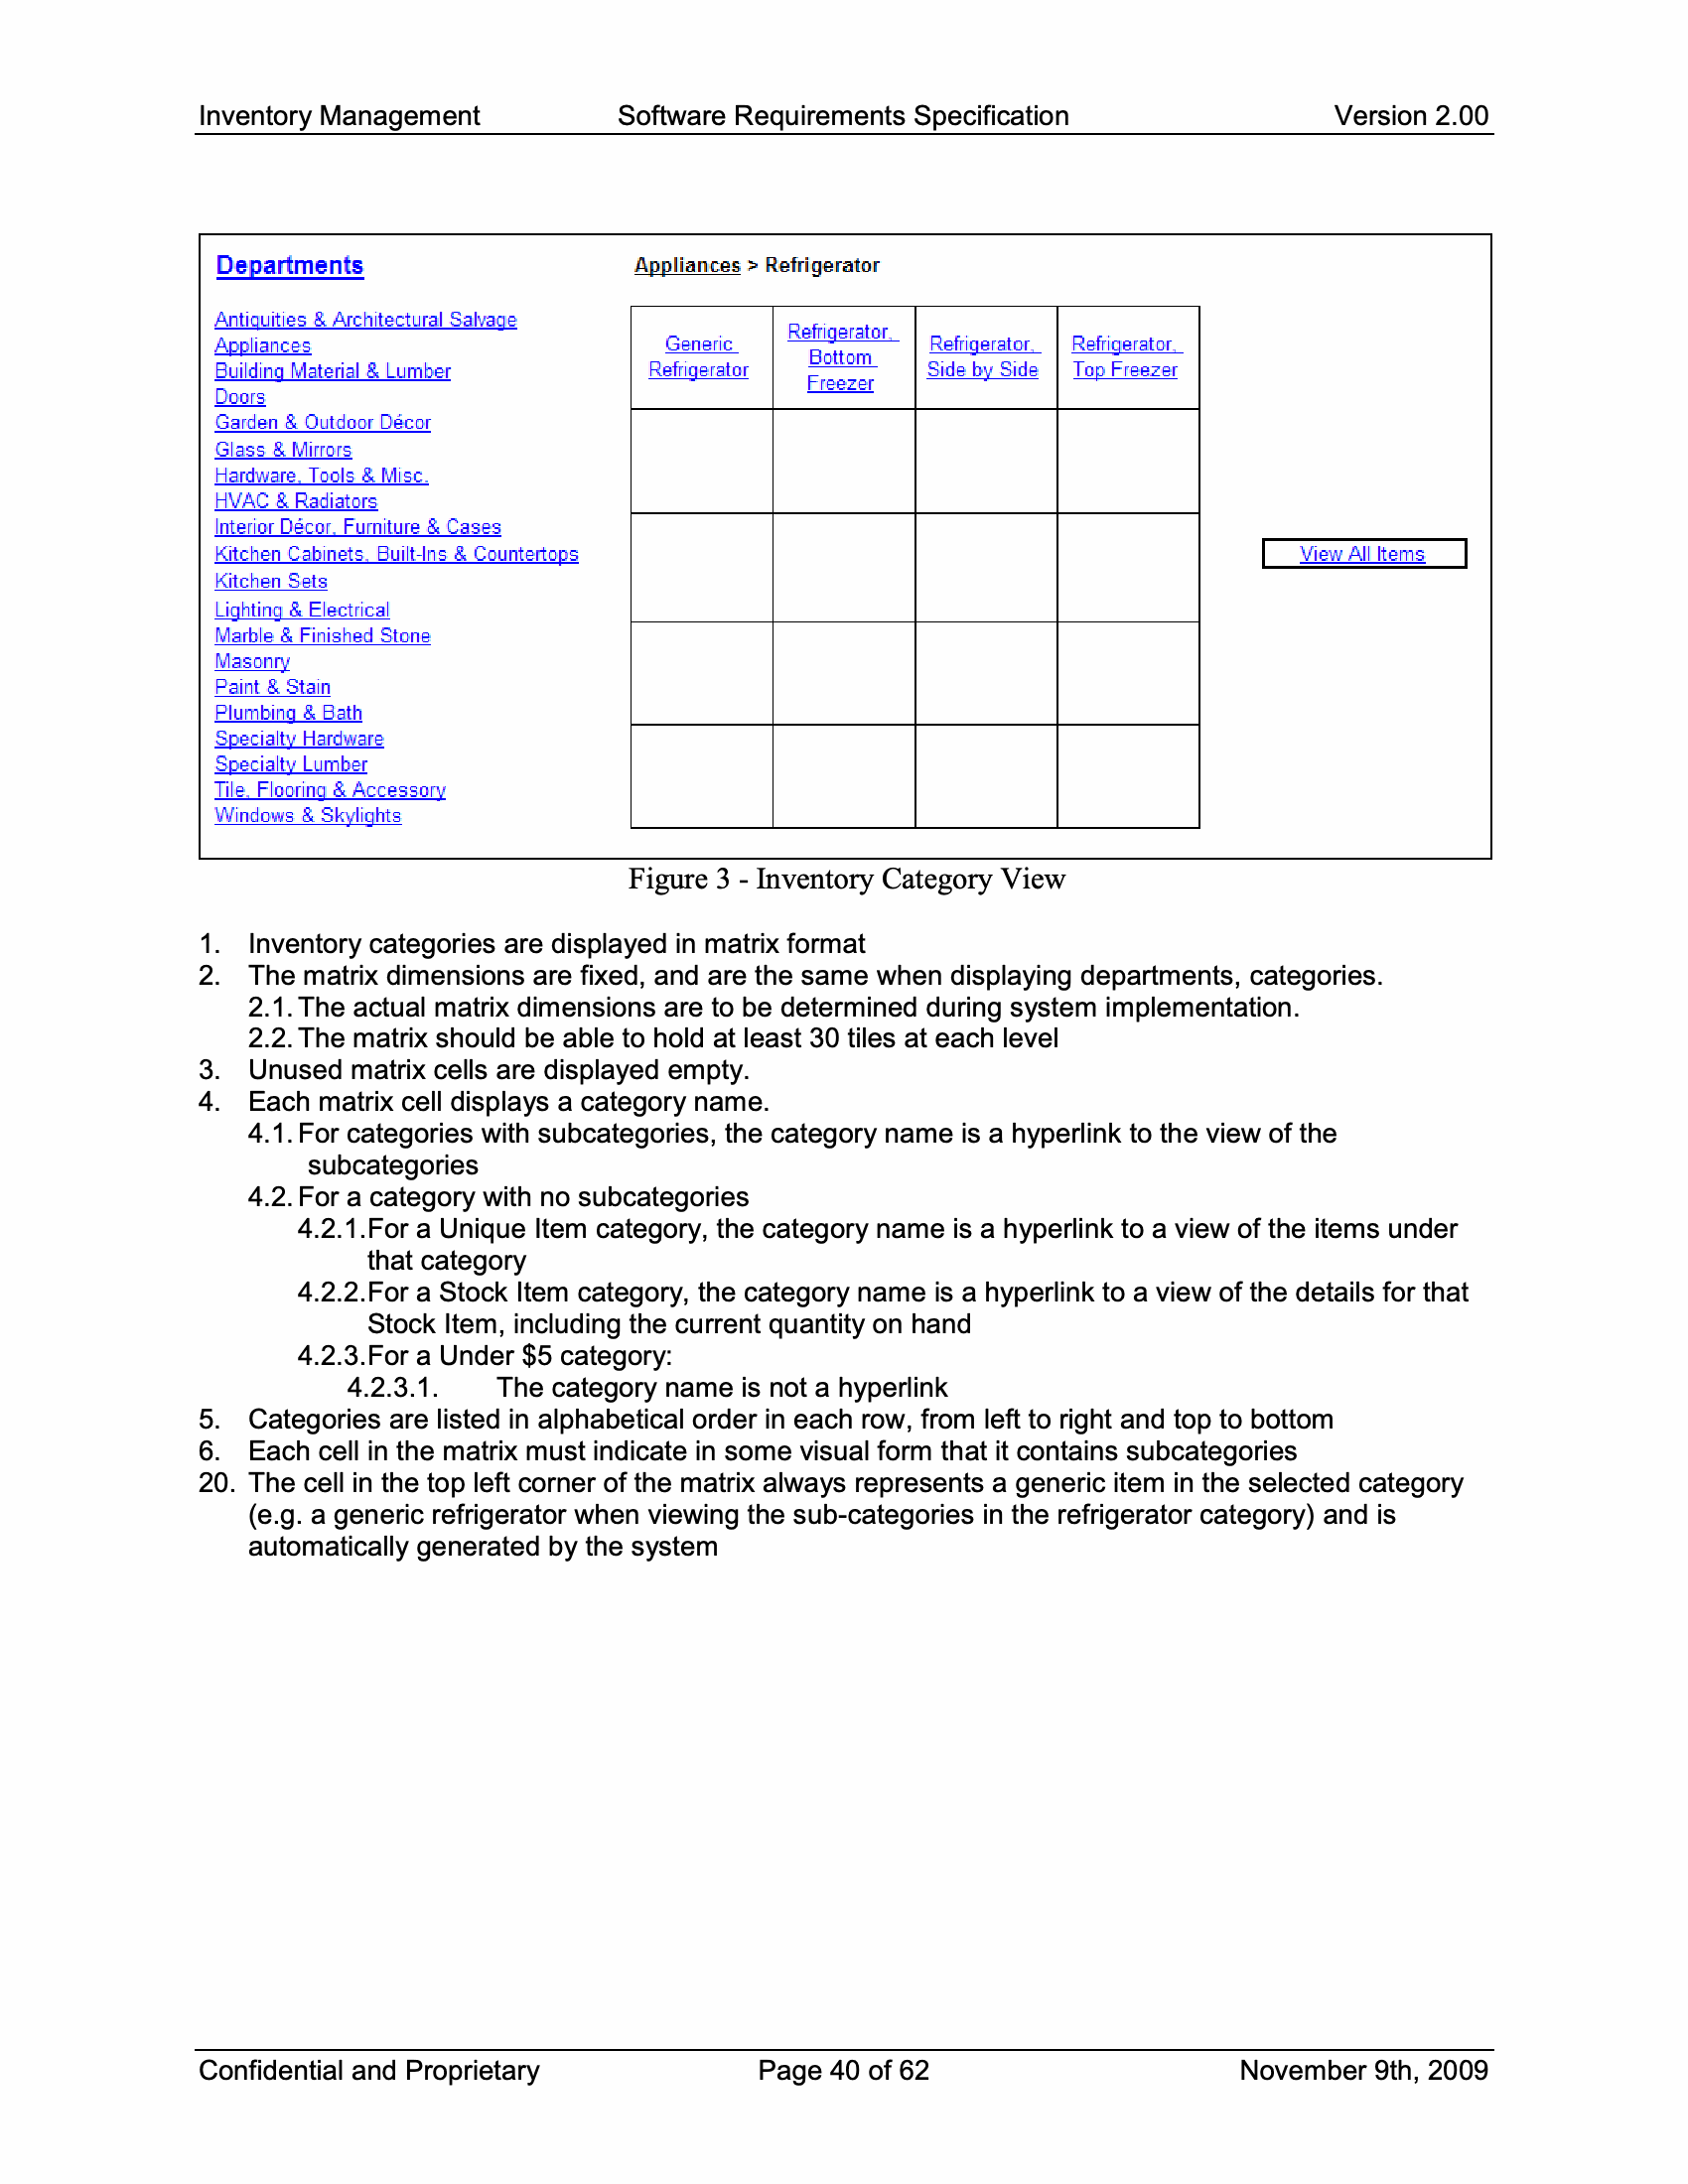 Inventory Management Software Requirements Specification Version 2.00
Departments
Antiquities & Architectural Salvage
Appliances
Building Material & Lumber
Doors
Garden & Outdoor Décor
Glass & Mirrors
Hardware, Tools & Misc.
HVAC & Radiators
Interior Décor, Furniture & Cases
Kitchen Cabinets, Built-Ins & Countertops
Kitchen Sets
Lighting & Electrical
Marble & Finished Stone
Masonry
Paint & Stain
Plumbing & Bath
Specialty Hardware
Specialty Lumber
Tile, Flooring & Accessory
Windows & Skylights
Appliances > Refrigerator
Generic
Refrigerator
Refrigerator,
Bottom
Freezer
Refrigerator,
Side by Side
Refrigerator,
Top Freezer
View All Items
Figure 3 - Inventory Category View
1. Inventory categories are displayed in matrix format
2. The matrix dimensions are fixed, and are the same when displaying departments, categories.
2.1. The actual matrix dimensions are to be determined during system implementation.
2.2. The matrix should be able to hold at least 30 tiles at each level
3. Unused matrix cells are displayed empty.
4. Each matrix cell displays a category name.
4.1. For categories with subcategories, the category name is a hyperlink to the view of the
subcategories
4.2. For a category with no subcategories
4.2.1.For a Unique Item category, the category name is a hyperlink to a view of the items under
that category
4.2.2.For a Stock Item category, the category name is a hyperlink to a view of the details for that
Stock Item, including the current quantity on hand
4.2.3.For a Under $5 category:
4.2.3.1. The category name is not a hyperlink
5. Categories are listed in alphabetical order in each row, from left to right and top to bottom
6. Each cell in the matrix must indicate in some visual form that it contains subcategories
20. The cell in the top left corner of the matrix always represents a generic item in the selected category
(e.g. a generic refrigerator when viewing the sub-categories in the refrigerator category) and is
automatically generated by the system
Confidential and Proprietary Page 40 of 62 November 9th, 2009